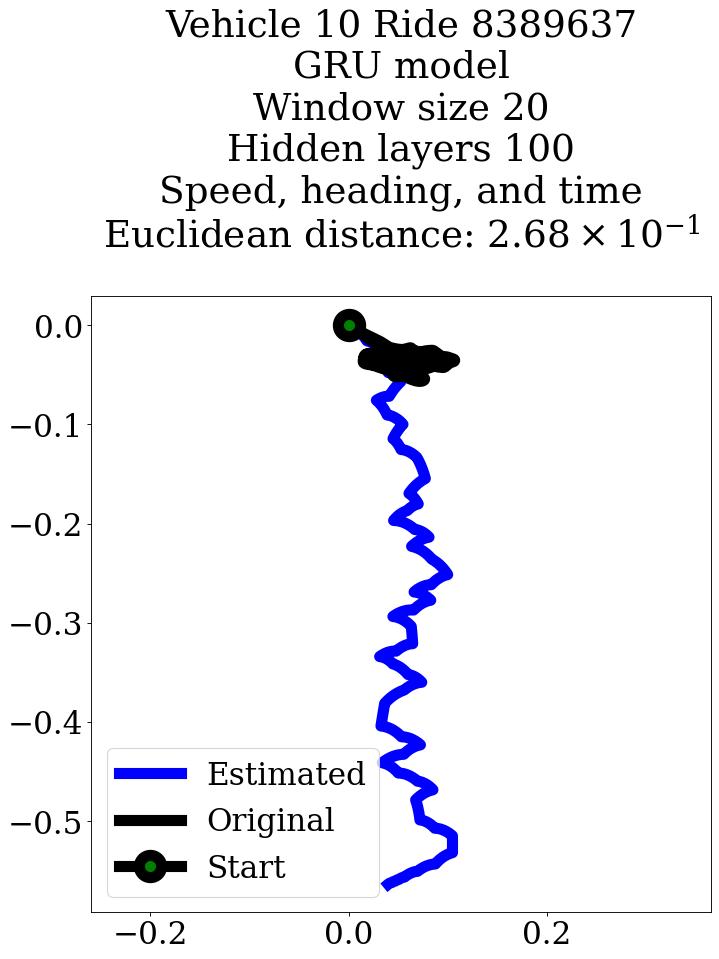 Vehicle 10 Ride 8389637
GRU model
Window size 20
Hidden layers 100
Speed, heading, and time
Euclidean distance: 2.68 × 10⁻¹
0.0
−0.1
−0.2
−0.3
−0.4
−0.5
Estimated
Original
Start
−0.2 0.0 0.2